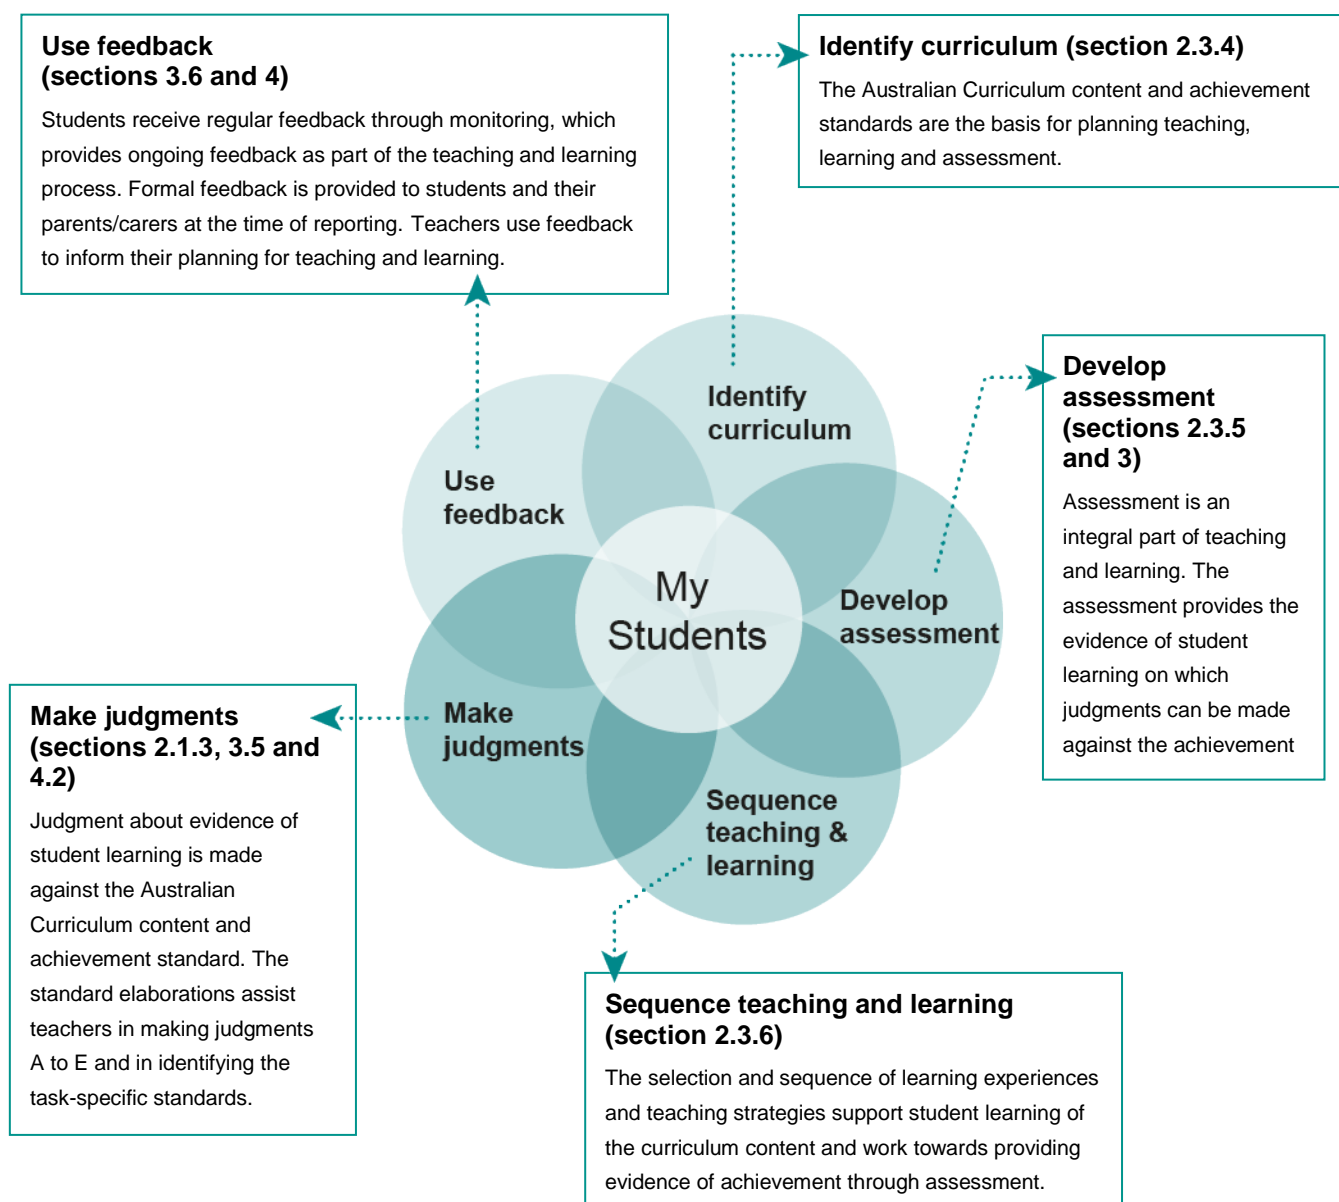 Use feedback
(sections 3.6 and 4)
Students receive regular feedback through monitoring, which
provides ongoing feedback as part of the teaching and learning
process. Formal feedback is provided to students and their
parents/carers at the time of reporting. Teachers use feedback
to inform their planning for teaching and learning.
Identify curriculum (section 2.3.4)
The Australian Curriculum content and achievement
standards are the basis for planning teaching,
learning and assessment.
Develop
assessment
(sections 2.3.5
and 3)
Assessment is an
integral part of teaching
and learning. The
assessment provides the
evidence of student
learning on which
judgments can be made
against the achievement
Identify
curriculum
Use
feedback
My
Students
Develop
assessment
Make
judgments
Sequence
teaching &
learning
Make judgments
(sections 2.1.3, 3.5 and
4.2)
Judgment about evidence of
student learning is made
against the Australian
Curriculum content and
achievement standard. The
standard elaborations assist
teachers in making judgments
A to E and in identifying the
task-specific standards.
Sequence teaching and learning
(section 2.3.6)
The selection and sequence of learning experiences
and teaching strategies support student learning of
the curriculum content and work towards providing
evidence of achievement through assessment.